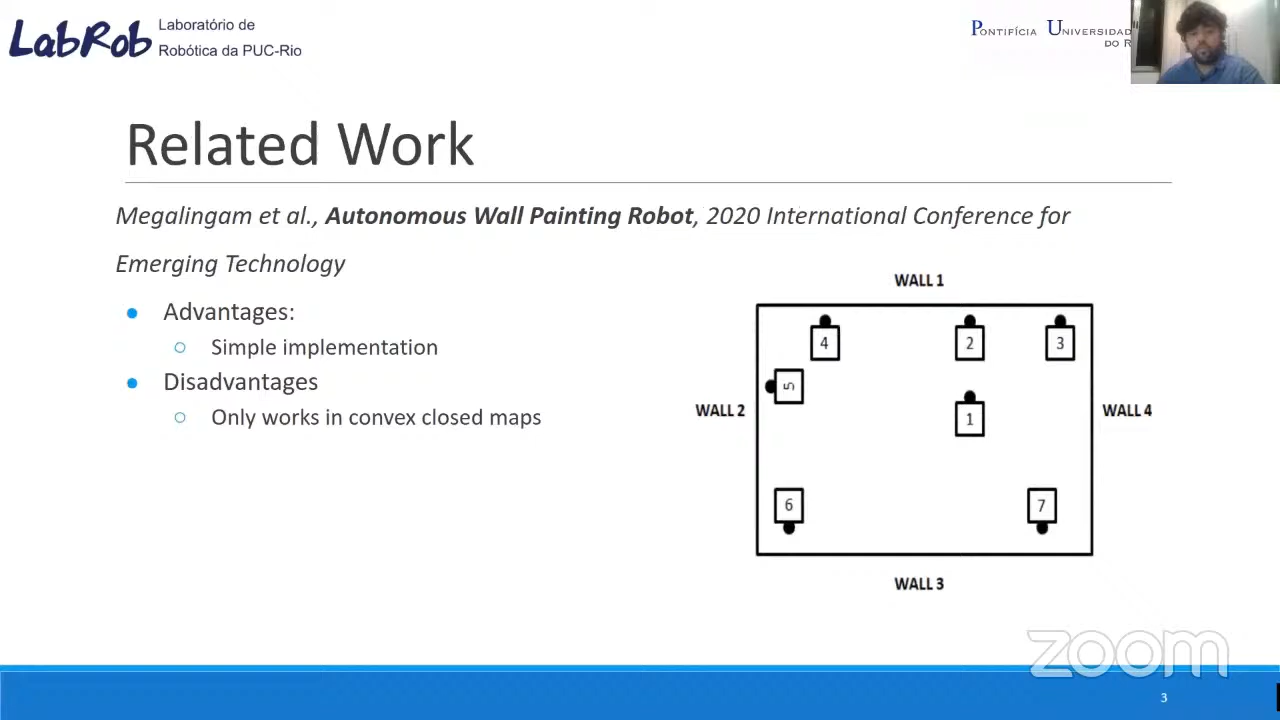 LabRob
Laboratório de
Robótica da PUC-Rio
PONTIFÍCIA UNIVERSIDAD
DO R
Related Work
Megalingam et al., Autonomous Wall Painting Robot, 2020 International Conference for
Emerging Technology
● Advantages:
○ Simple implementation
● Disadvantages
○ Only works in convex closed maps
WALL 1
4
2
3
5
WALL 2
1
WALL 4
6
7
WALL 3
zoom
3